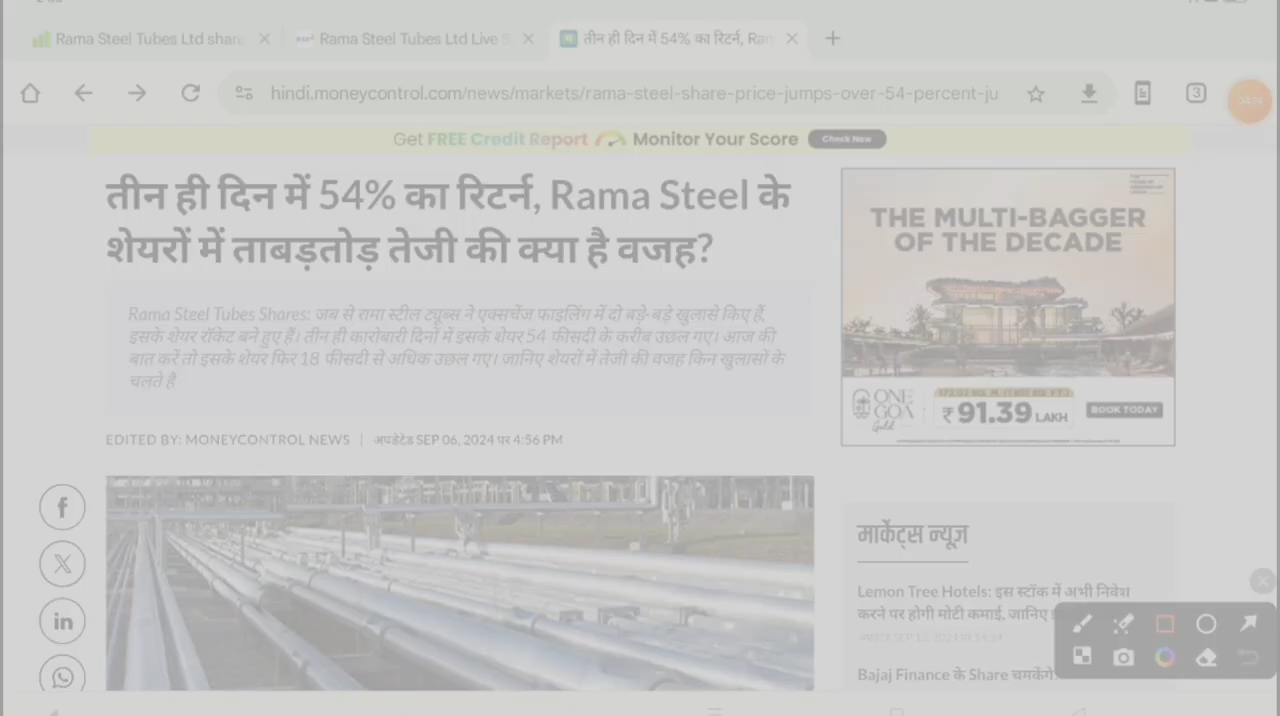 Rama Steel Tubes Ltd shar
Rama Steel Tubes Ltd Live S
तीन ही दिन में 54% का रिटर्न, Ram
hindi.moneycontrol.com/news/markets/rama-steel-share-price-jumps-over-54-percent-ju
3
Get FREE Credit Report Monitor Your Score Check Now
तीन ही दिन में 54% का रिटर्न, Rama Steel के
शेयरों में ताबड़तोड़ तेजी की क्या है वजह?
Rama Steel Tubes Shares: जब से रामा स्टील ट्यूब्स ने एक्सचेंज फाइलिंग में दो बड़े-बड़े खुलासे किए हैं,
इसके शेयर रॉकेट बने हुए हैं। तीन ही कारोबारी दिनों में इसके शेयर 54 फीसदी के करीब उछल गए। आज की
बात करें तो इसके शेयर फिर 18 फीसदी से अधिक उछल गए। जानिए शेयरों में तेजी की वजह किन खुलासों के
चलते है
EDITED BY: MONEYCONTROL NEWS | अपडेटेड SEP 06, 2024 पर 4:56 PM
THE MULTI-BAGGER
OF THE DECADE
ONE
GOA
Gold
₹ 91.39 LAKH
BOOK TODAY
मार्केट्स न्यूज़
Lemon Tree Hotels: इस स्टॉक में अभी निवेश
करने पर होगी मोटी कमाई, जानिए
Bajaj Finance के Share चमकेंगे